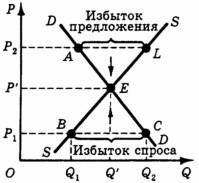 P D Избыток S
предложения
P₂ A L
P' E
P₁ B C
S Избыток спроса D
O Q₁ Q' Q₂ Q